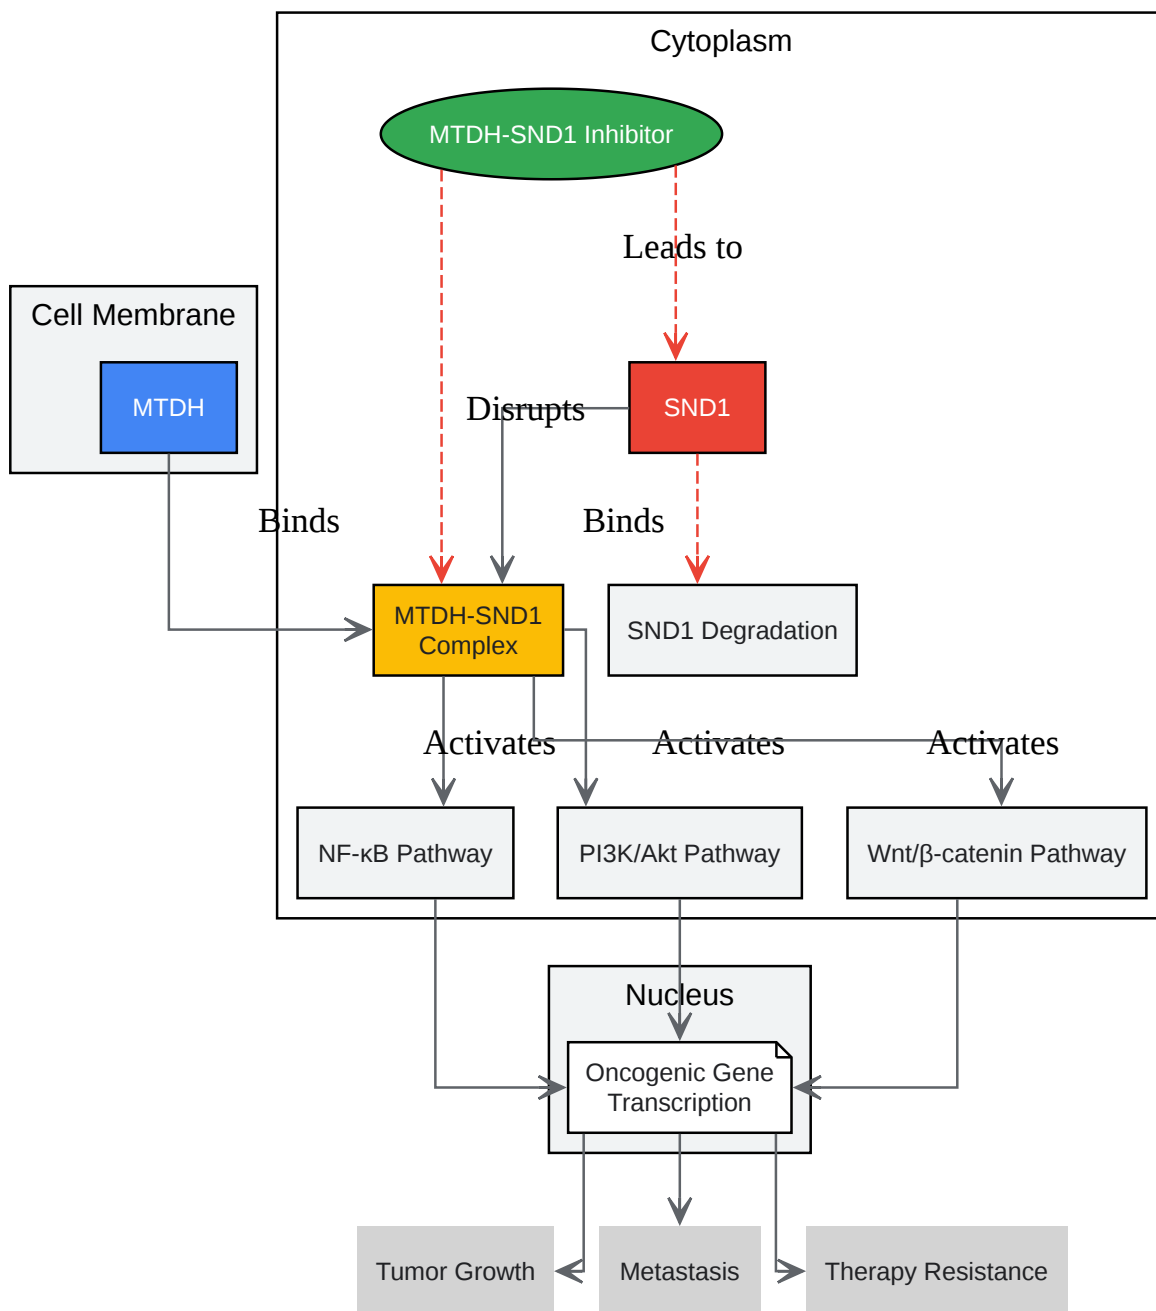 Cytoplasm
MTDH-SND1 Inhibitor
Leads to
Cell Membrane
MTDH
Disrupts
SND1
Binds
Binds
MTDH-SND1
Complex
SND1 Degradation
Activates
Activates
Activates
NF-κB Pathway
PI3K/Akt Pathway
Wnt/β-catenin Pathway
Nucleus
Oncogenic Gene
Transcription
Tumor Growth
Metastasis
Therapy Resistance